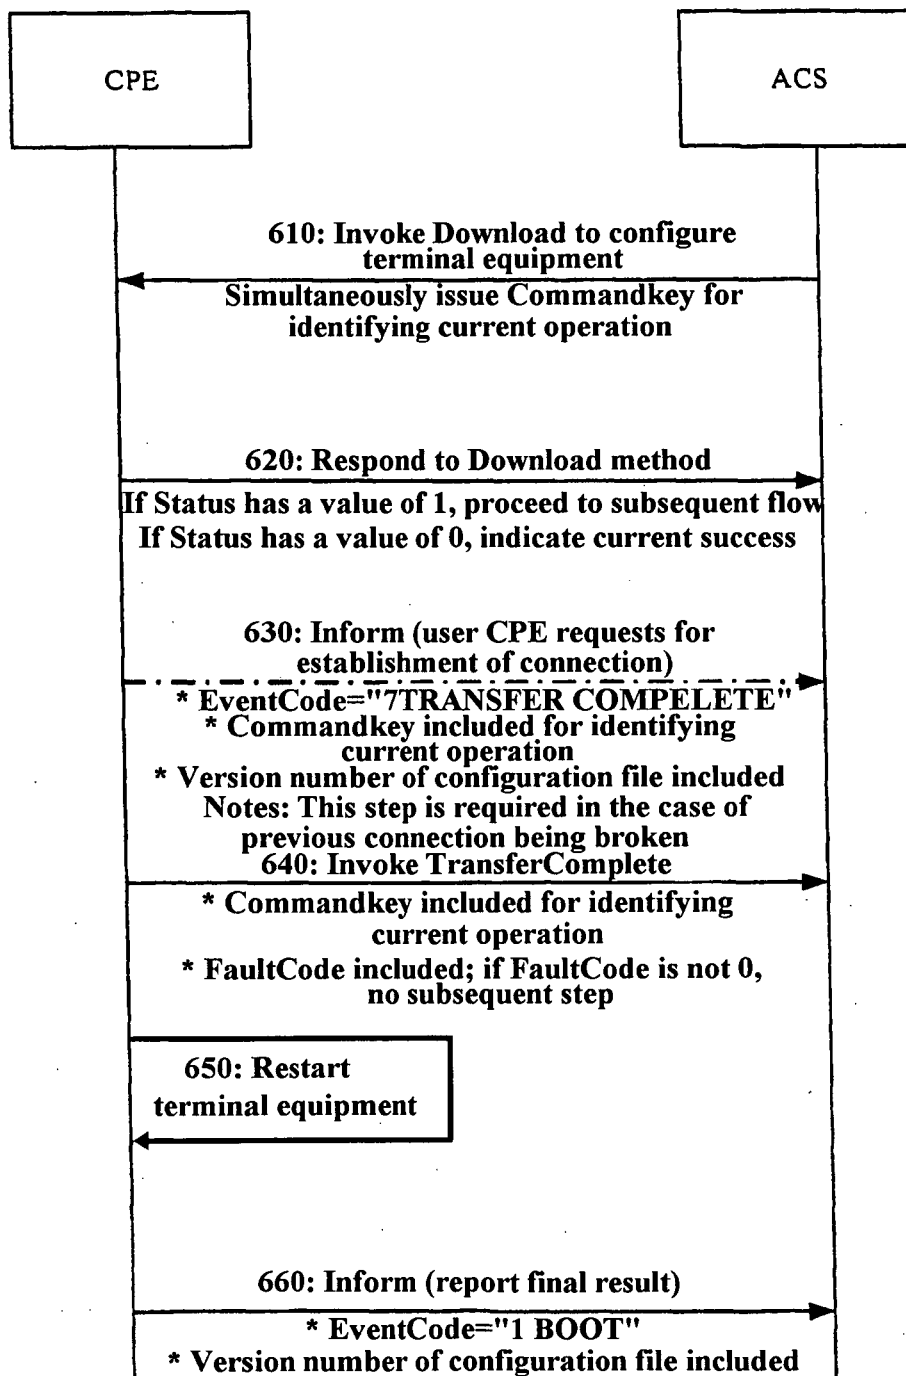 CPE
ACS
610: Invoke Download to configure
terminal equipment
Simultaneously issue Commandkey for
identifying current operation
620: Respond to Download method
If Status has a value of 1, proceed to subsequent flow
If Status has a value of 0, indicate current success
630: Inform (user CPE requests for
establishment of connection)
* EventCode="7TRANSFER COMPELETE"
* Commandkey included for identifying
current operation
* Version number of configuration file included
Notes: This step is required in the case of
previous connection being broken
640: Invoke TransferComplete
* Commandkey included for identifying
current operation
* FaultCode included; if FaultCode is not 0,
no subsequent step
650: Restart
terminal equipment
660: Inform (report final result)
* EventCode="1 BOOT"
* Version number of configuration file included